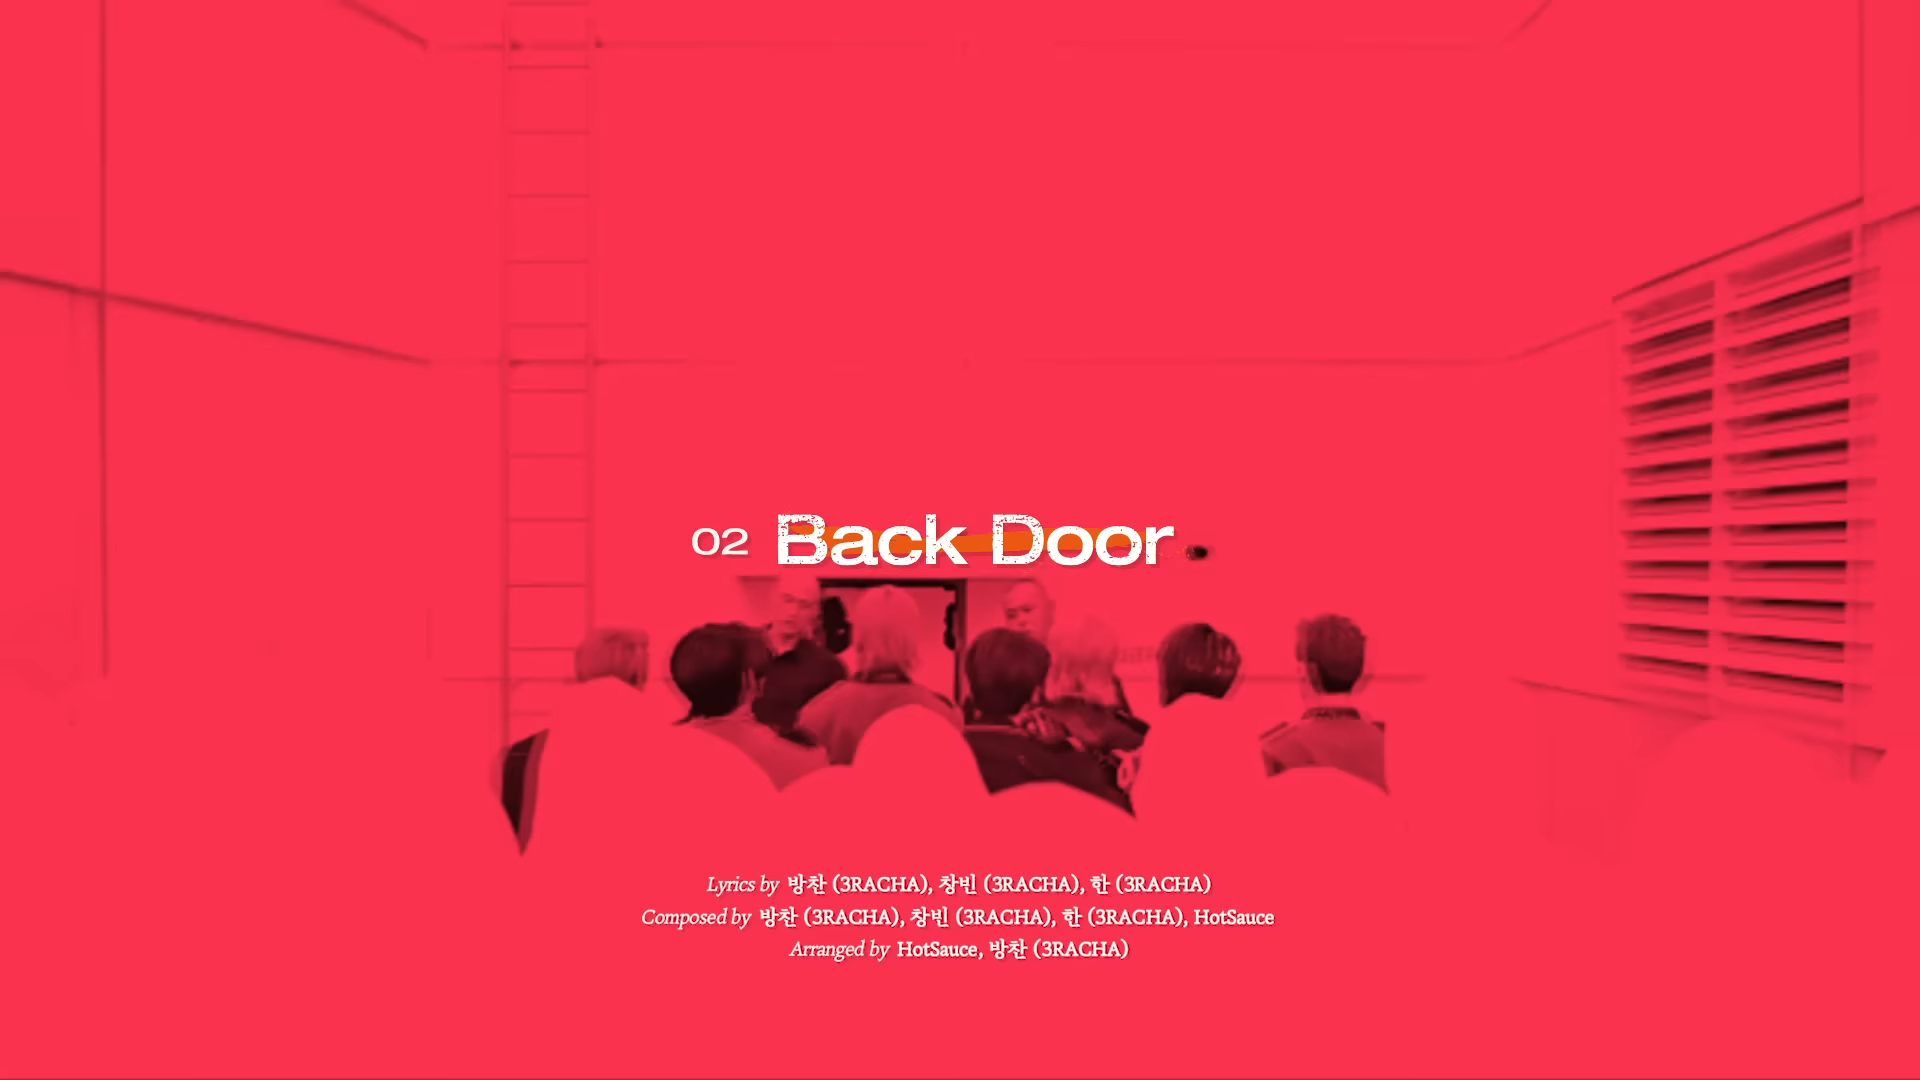 02 Back Door
Lyrics by 방찬 (3RACHA), 창빈 (3RACHA), 한 (3RACHA)
Composed by 방찬 (3RACHA), 창빈 (3RACHA), 한 (3RACHA), HotSauce
Arranged by HotSauce, 방찬 (3RACHA)